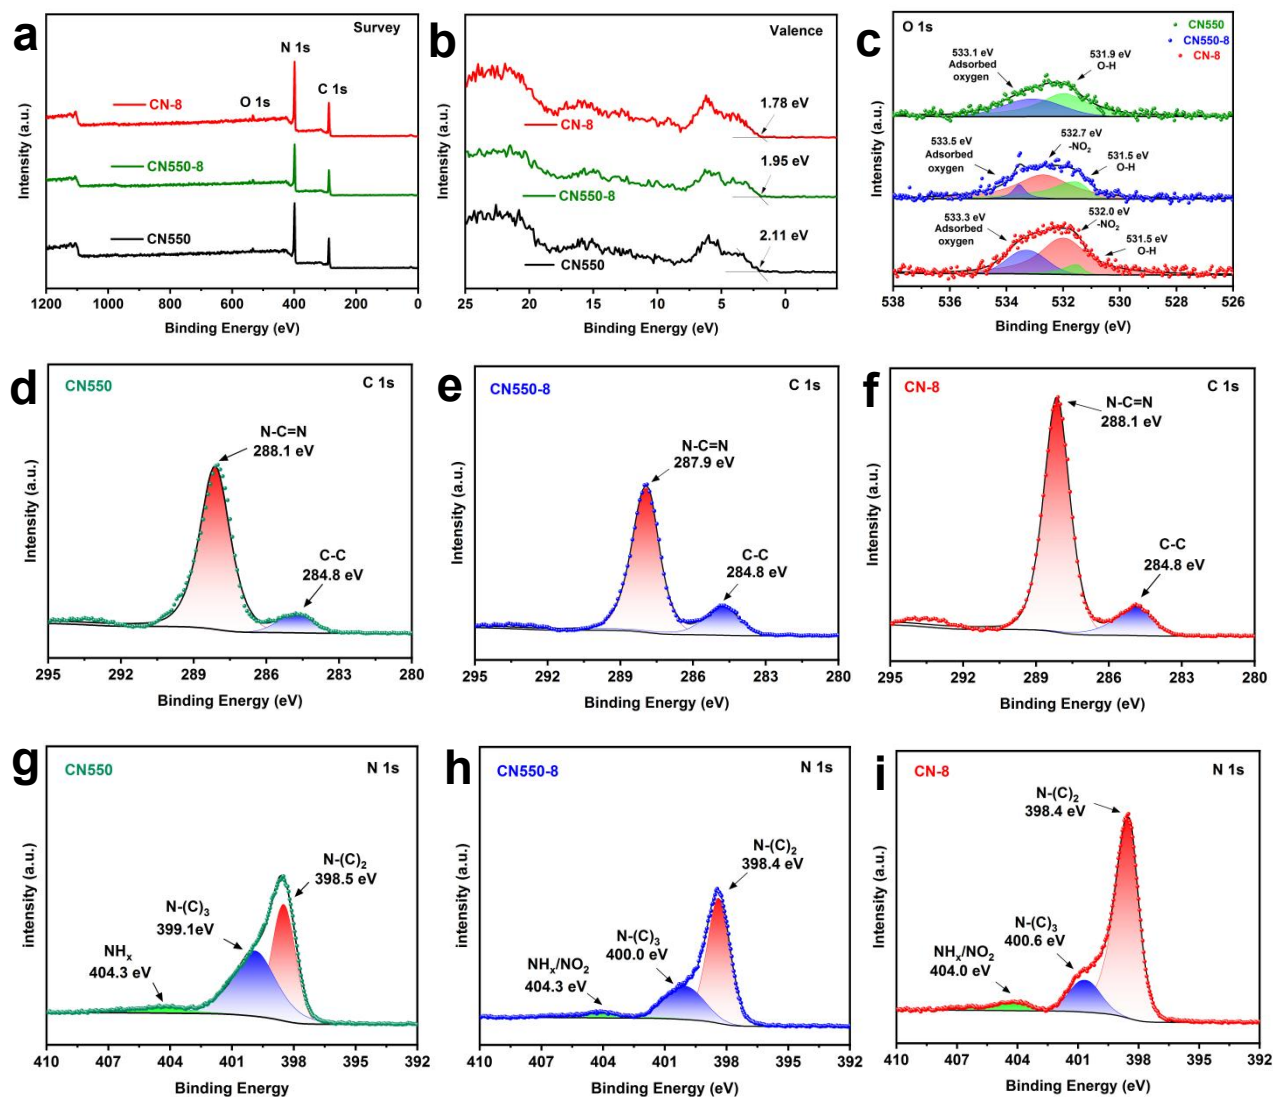 a
Survey
N 1s
CN-8
O 1s
C 1s
CN550-8
CN550
1200 1000 800 600 400 200 0
Binding Energy (eV)
Intensity (a.u.)
b
Valence
1.78 eV
CN-8
1.95 eV
CN550-8
2.11 eV
CN550
25 20 15 10 5 0
Binding Energy (eV)
Intensity (a.u.)
c
O 1s
CN550
CN550-8
CN-8
533.1 eV
Adsorbed
oxygen
531.9 eV
O-H
533.5 eV
Adsorbed
oxygen
532.7 eV
-NO2
531.5 eV
O-H
533.3 eV
Adsorbed
oxygen
532.0 eV
-NO2
531.5 eV
O-H
538 536 534 532 530 528 526
Binding Energy (eV)
Intensity (a.u.)
d
CN550
C 1s
N-C=N
288.1 eV
C-C
284.8 eV
295 292 289 286 283 280
Binding Energy (eV)
Intensity (a.u.)
e
CN550-8
C 1s
N-C=N
287.9 eV
C-C
284.8 eV
295 292 289 286 283 280
Binding Energy (eV)
Intensity (a.u.)
f
CN-8
C 1s
N-C=N
288.1 eV
C-C
284.8 eV
295 292 289 286 283 280
Binding Energy (eV)
Intensity (a.u.)
g
CN550
N 1s
N-(C)2
398.5 eV
N-(C)3
399.1eV
NHx
404.3 eV
410 407 404 401 398 395 392
Binding Energy
intensity (a.u.)
h
CN550-8
N 1s
N-(C)2
398.4 eV
N-(C)3
400.0 eV
NHx/NO2
404.3 eV
410 407 404 401 398 395 392
Binding Energy (eV)
Intensity (a.u.)
i
CN-8
N 1s
N-(C)2
398.4 eV
N-(C)3
400.6 eV
NHx/NO2
404.0 eV
410 407 404 401 398 395 392
Binding Energy (eV)
intensity (a.u.)